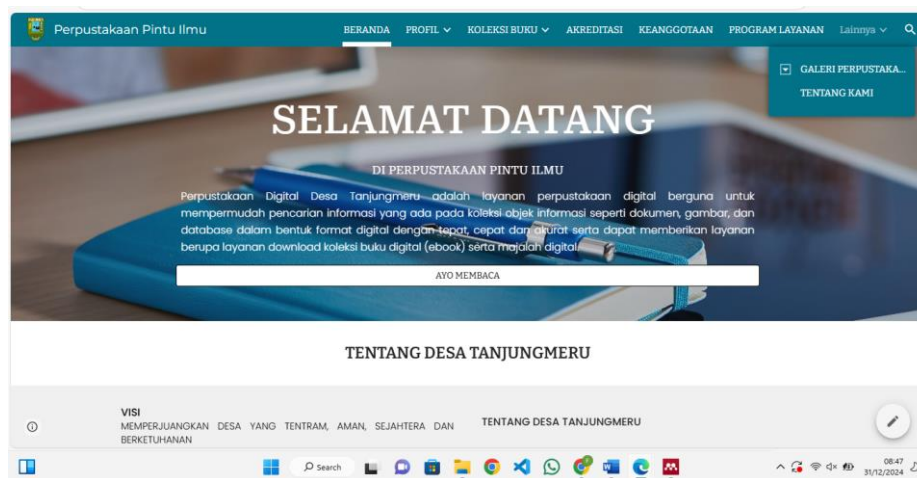 Perpustakaan Pintu Ilmu
BERANDA PROFIL KOLEKSI BUKU AKREDITASI KEANGGOTAAN PROGRAM LAYANAN Lainnya
GALERI PERPUSTAKA...
TENTANG KAMI
SELAMAT DATANG
DI PERPUSTAKAAN PINTU ILMU
Perpustakaan Digital Desa Tanjungmeru adalah layanan perpustakaan digital berguna untuk
mempermudah pencarian informasi yang ada pada koleksi objek informasi seperti dokumen, gambar, dan
database dalam bentuk format digital dengan tepat, cepat dan akurat serta dapat memberikan layanan
berupa layanan download koleksi buku digital (ebook) serta majalah digital.
AYO MEMBACA
TENTANG DESA TANJUNGMERU
VISI
MEMPERJUANGKAN DESA YANG TENTRAM, AMAN, SEJAHTERA DAN
BERKETUHANAN
TENTANG DESA TANJUNGMERU
Search
08:47
31/12/2024